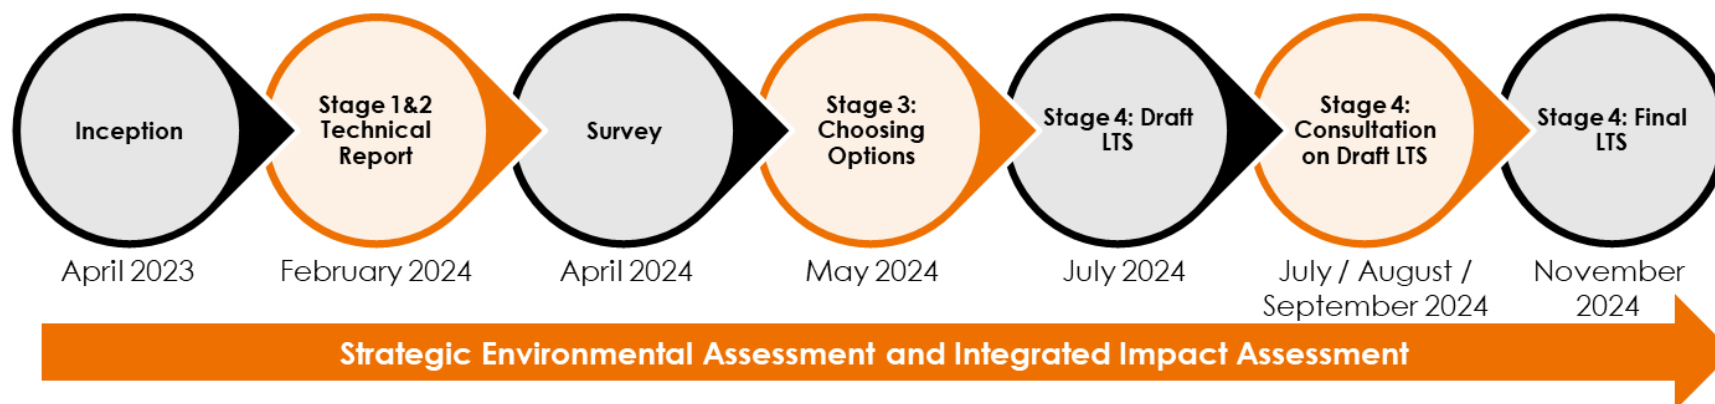 Inception
Stage 1&2
Technical
Report
Survey
Stage 3:
Choosing
Options
Stage 4: Draft
LTS
Stage 4:
Consultation
on Draft LTS
Stage 4: Final
LTS
April 2023
February 2024
April 2024
May 2024
July 2024
July / August /
September 2024
November
2024
Strategic Environmental Assessment and Integrated Impact Assessment